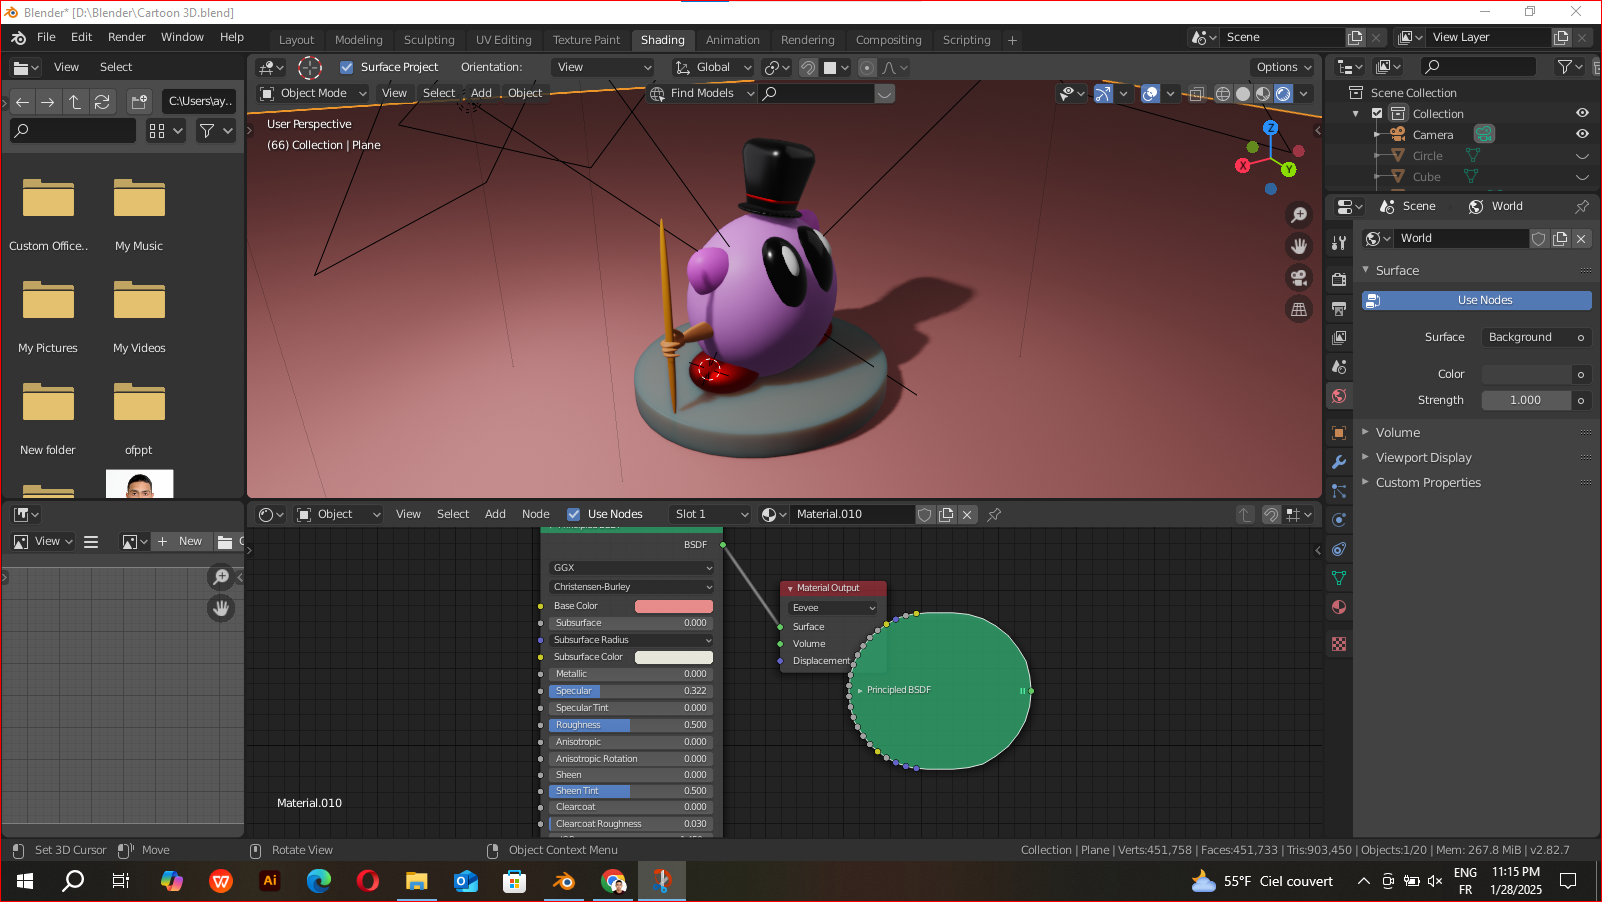 Blender* [D:\Blender\Cartoon 3D.blend]
File Edit Render Window Help Layout Modeling Sculpting UV Editing Texture Paint Shading Animation Rendering Compositing Scripting + Scene View Layer
View Select Surface Project Orientation: View Global Options
C:\Users\ay.. Object Mode View Select Add Object Find Models Scene Collection
User Perspective
(66) Collection | Plane
Collection
Camera
Circle
Cube
Z
X
Y
Custom Office.. My Music
My Pictures My Videos
New folder ofppt
Scene World
World
Surface
Use Nodes
Surface Background
Color
Strength 1.000
Volume
Viewport Display
Custom Properties
Object View Select Add Node Use Nodes Slot 1 Material.010
View New
BSDF
GGX
Christensen-Burley
Base Color
Subsurface 0.000
Subsurface Radius
Subsurface Color
Metallic 0.000
Specular 0.322
Specular Tint 0.000
Roughness 0.500
Anisotropic 0.000
Anisotropic Rotation 0.000
Sheen 0.000
Sheen Tint 0.500
Clearcoat 0.000
Clearcoat Roughness 0.030
Material Output
Eevee
Surface
Volume
Displacement
Principled BSDF
Material.010
Set 3D Cursor Move Rotate View Object Context Menu Collection | Plane | Verts:451,758 | Faces:451,733 | Tris:903,450 | Objects:1/20 | Mem: 267.8 MiB | v2.82.7
W Ai 55°F Ciel couvert ENG
FR
11:15 PM
1/28/2025